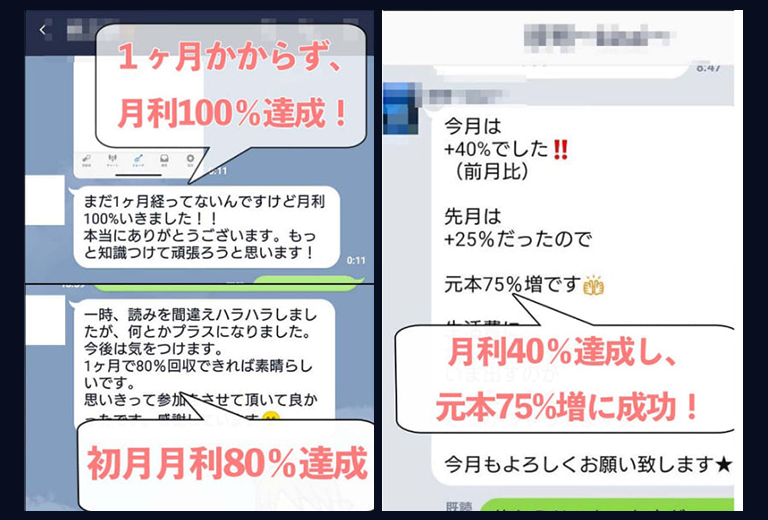 １ヶ月かからず、
月利100％達成！
0:11
まだ1ヶ月経ってないんですけど月利
100%いきました！！
本当にありがとうございます。もっ
と知識つけて頑張ろうと思います！
0:11
一時、読みを間違えハラハラしまし
たが、何とかプラスになりました。
今後は気をつけます。
1ヶ月で80%回収できれば素晴らし
いです。
思いきって参加させて頂いて良か
ったです。感謝し
初月月利80％達成
8:47
今月は
+40%でした‼
（前月比）
先月は
+25%だったので
元本75%増です🙌
生活費に
月利40％達成し、
元本75%増に成功！
今月もよろしくお願い致します★
既読